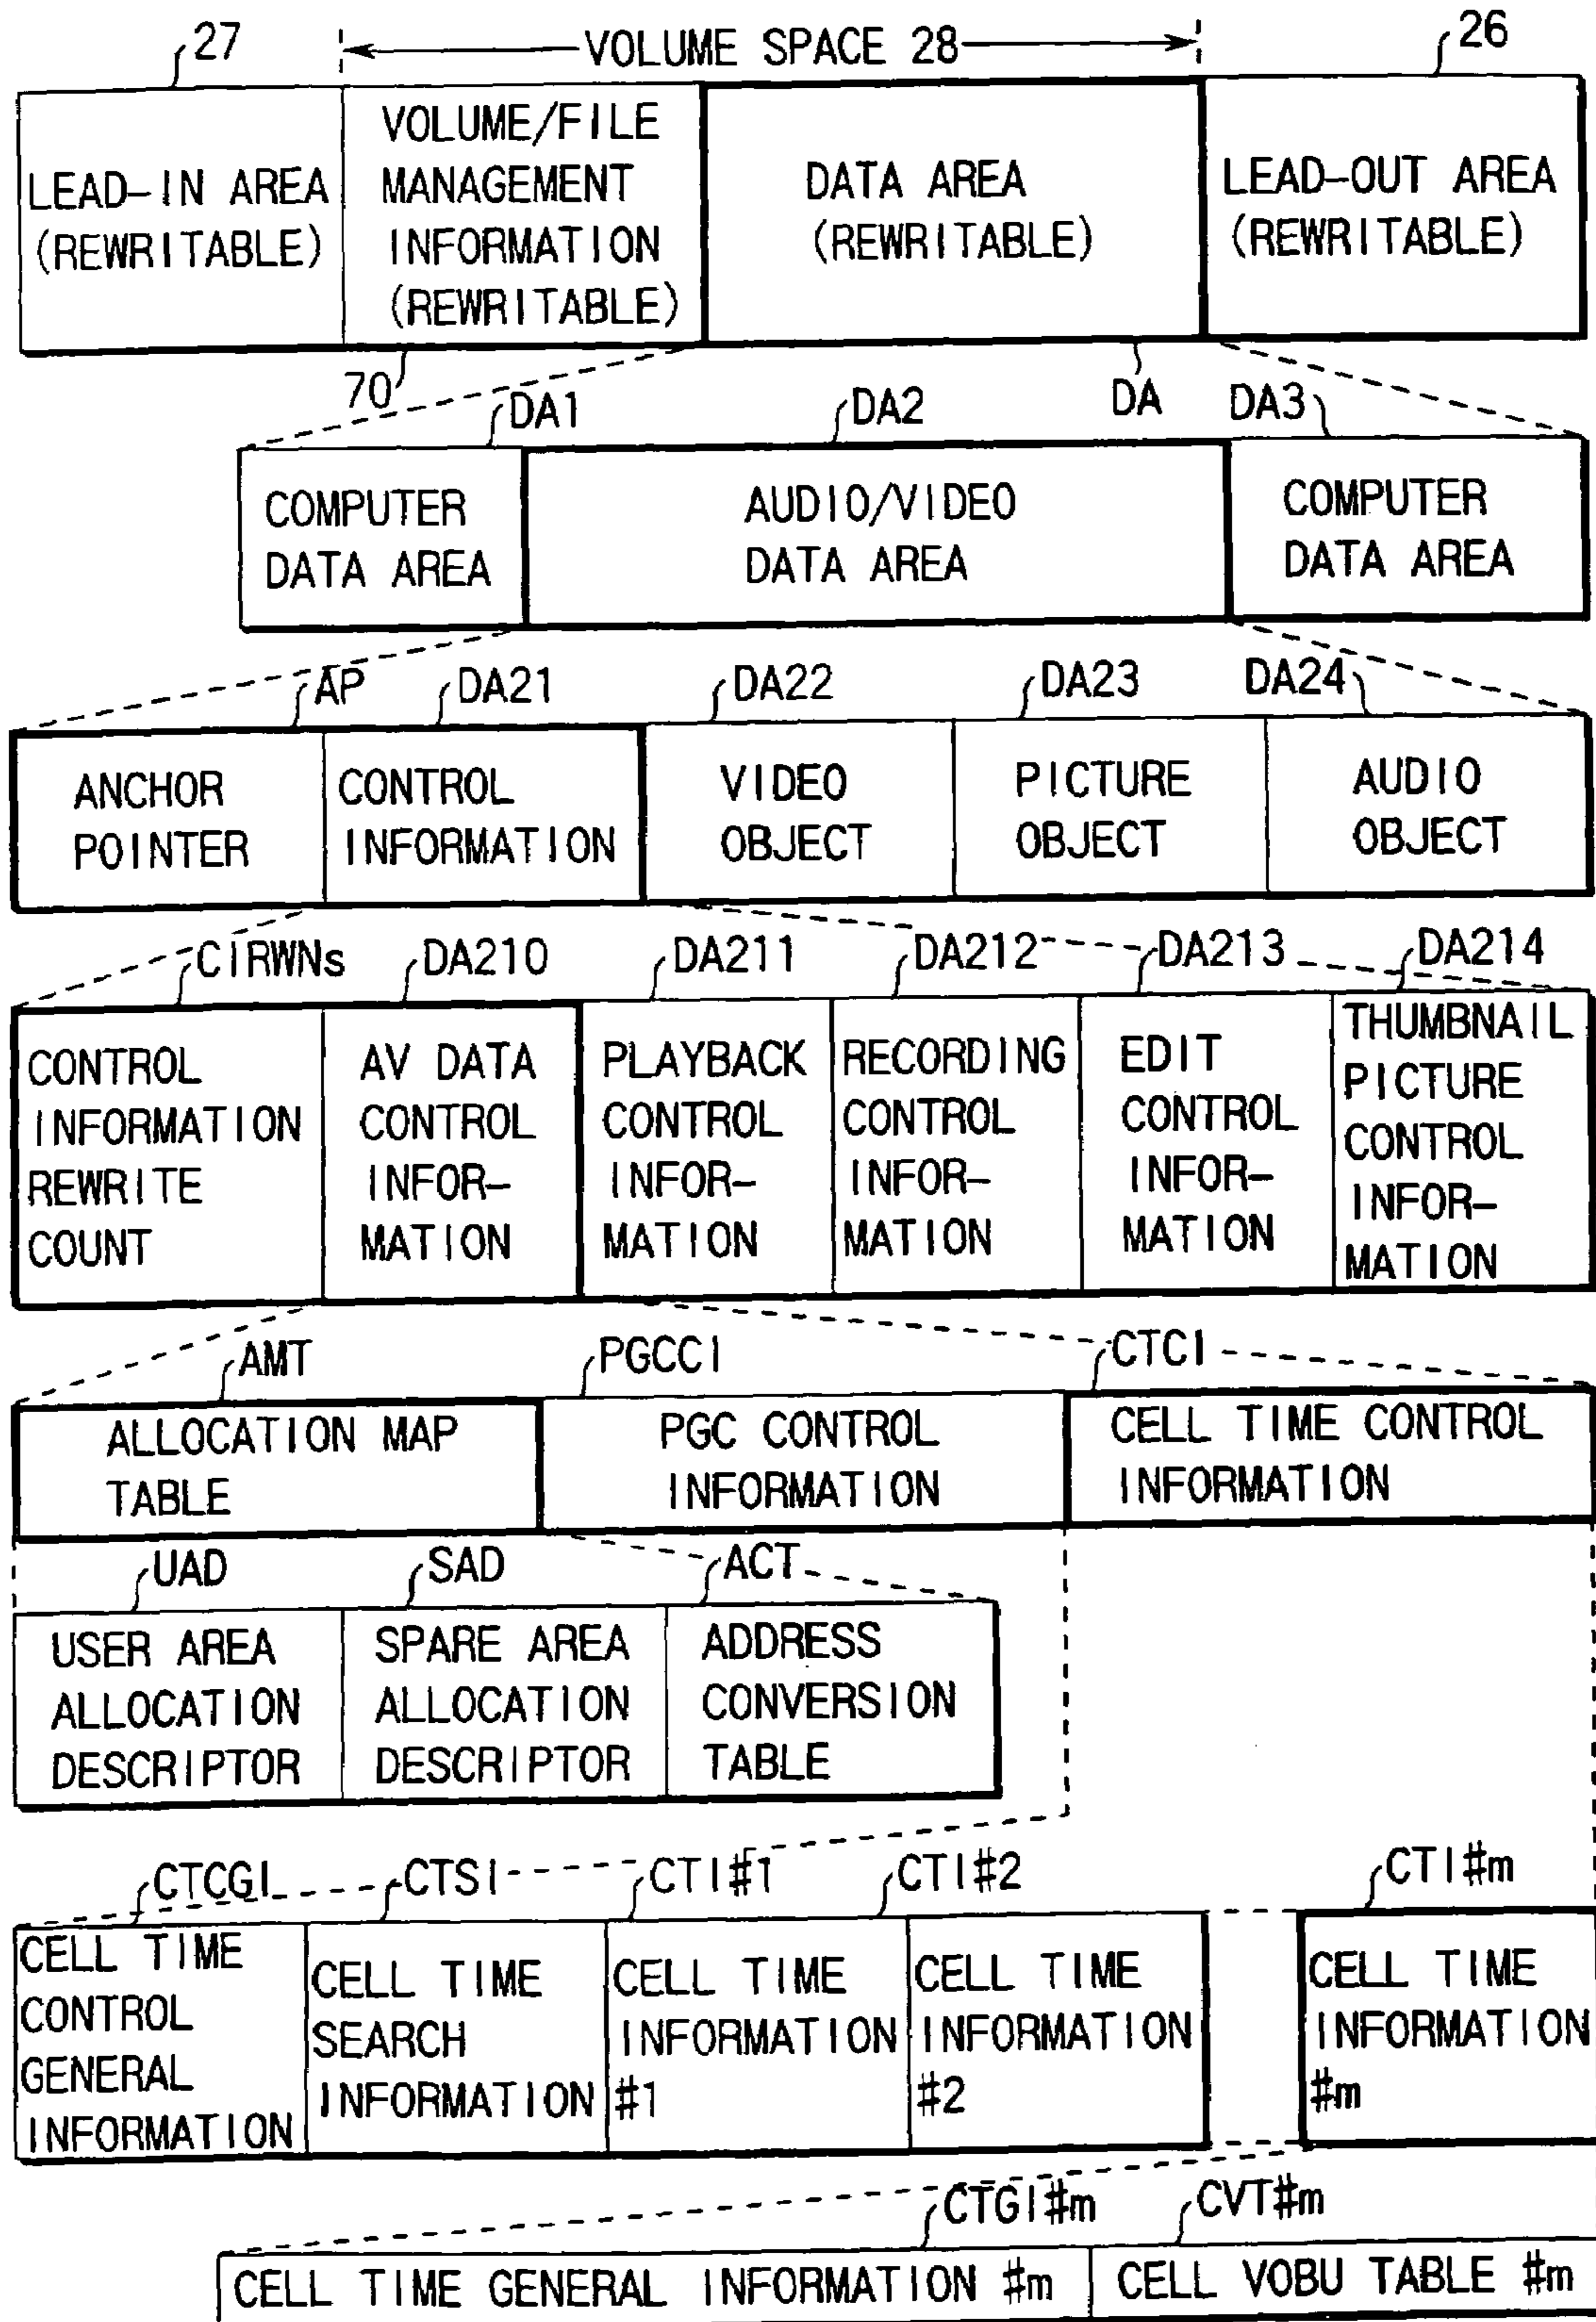 27
VOLUME SPACE 28
26
LEAD-IN AREA
(REWRITABLE)
VOLUME/FILE
MANAGEMENT
INFORMATION
(REWRITABLE)
DATA AREA
(REWRITABLE)
LEAD-OUT AREA
(REWRITABLE)
70
DA1
DA2
DA
DA3
COMPUTER
DATA AREA
AUDIO/VIDEO
DATA AREA
COMPUTER
DATA AREA
AP
DA21
DA22
DA23
DA24
ANCHOR
POINTER
CONTROL
INFORMATION
VIDEO
OBJECT
PICTURE
OBJECT
AUDIO
OBJECT
CIRWNs
DA210
DA211
DA212
DA213
DA214
CONTROL
INFORMATION
REWRITE
COUNT
AV DATA
CONTROL
INFOR-
MATION
PLAYBACK
CONTROL
INFOR-
MATION
RECORDING
CONTROL
INFOR-
MATION
EDIT
CONTROL
INFOR-
MATION
THUMBNAIL
PICTURE
CONTROL
INFOR-
MATION
AMT
PGCCI
CTCI
ALLOCATION MAP
TABLE
PGC CONTROL
INFORMATION
CELL TIME CONTROL
INFORMATION
UAD
SAD
ACT
USER AREA
ALLOCATION
DESCRIPTOR
SPARE AREA
ALLOCATION
DESCRIPTOR
ADDRESS
CONVERSION
TABLE
CTCGI
CTSI
CTI#1
CTI#2
CTI#m
CELL TIME
CONTROL
GENERAL
INFORMATION
CELL TIME
SEARCH
INFORMATION
CELL TIME
INFORMATION
#1
CELL TIME
INFORMATION
#2
CELL TIME
INFORMATION
#m
CTGI#m
CVT#m
CELL TIME GENERAL INFORMATION #m
CELL VOBU TABLE #m